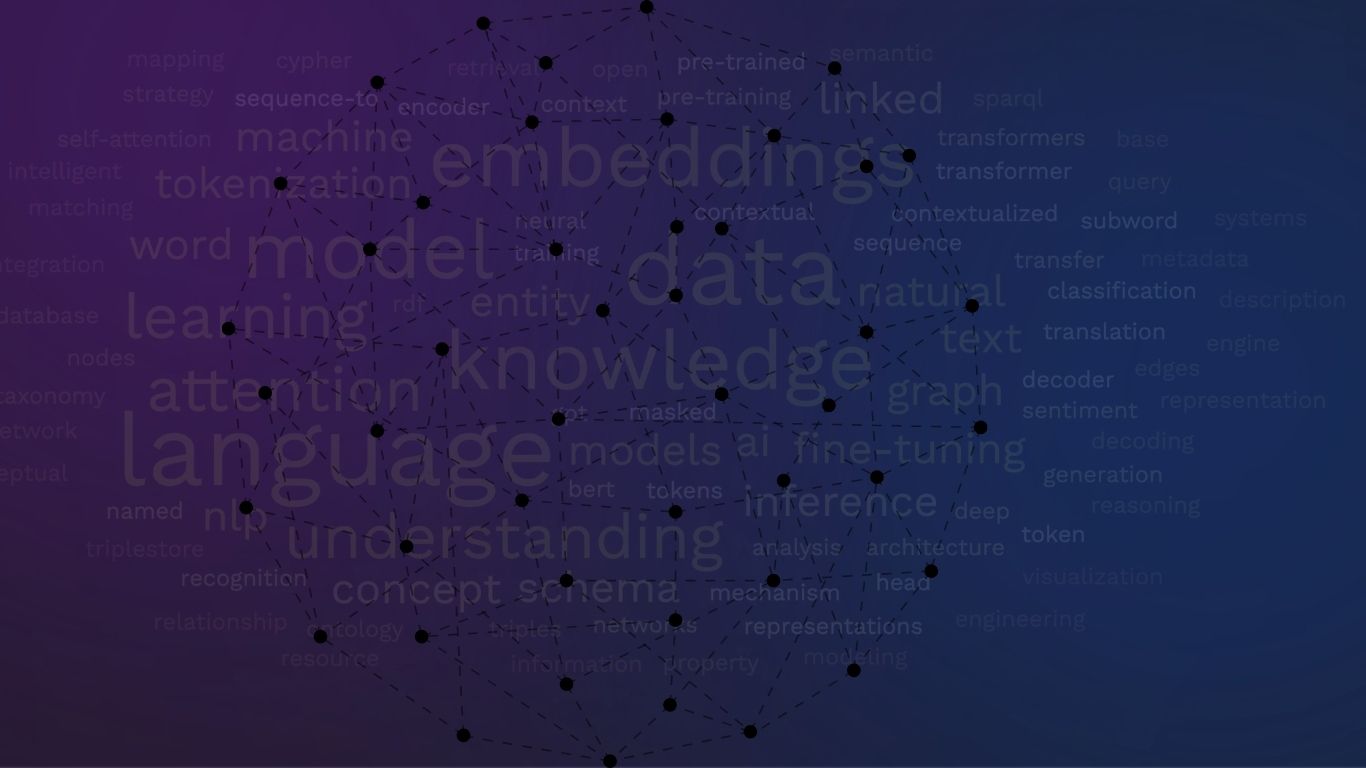 mapping cypher retrieval open pre-trained semantic
strategy sequence-to encoder context pre-training linked sparql
self-attention machine embeddings transformers base
intelligent tokenization transformer query
matching neural contextual contextualized subword systems
word model training data sequence transfer metadata
ntegration
learning rdf entity natural classification description
database knowledge text translation engine
nodes attention graph decoder edges
taxonomy masked sentiment representation
etwork language models ai fine-tuning decoding
eptual bert tokens inference generation
named nlp deep reasoning
triplestore understanding analysis architecture token
recognition concept schema mechanism head visualization
relationship ontology triples networks representations engineering
resource information property modeling